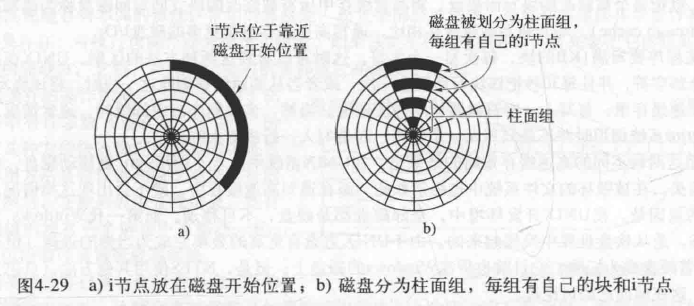 i节点位于靠近
磁盘开始位置
磁盘被划分为柱面组，
每组有自己的i节点
柱面组
a)
b)
图4-29 a) i节点放在磁盘开始位置；b) 磁盘分为柱面组，每组有自己的块和i节点